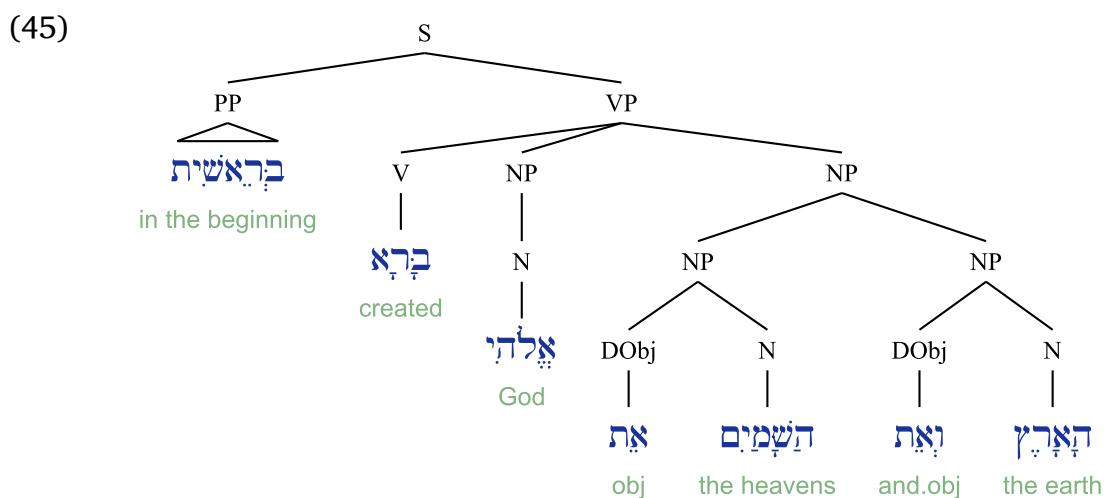 (45)
S
PP VP
V NP NP
בְּרֵאשִׁית
in the beginning
בָּרָא N NP NP
created
אֱלֹהִי DObj N DObj N
God
אֵת הַשָּׁמַיִם וְאֵת הָאָרֶץ
obj the heavens and.obj the earth